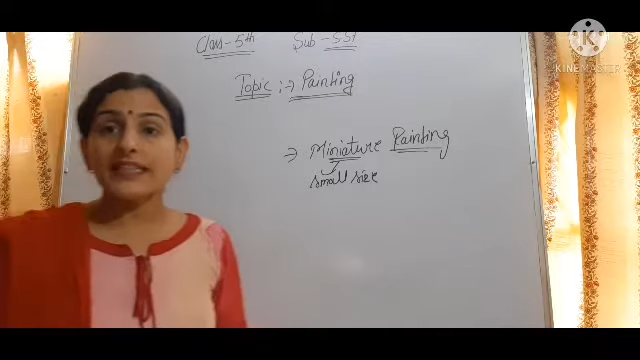 Class - 5th Sub - S.St
Topic :-> Painting
-> Miniature Painting
small size
KINEMASTER